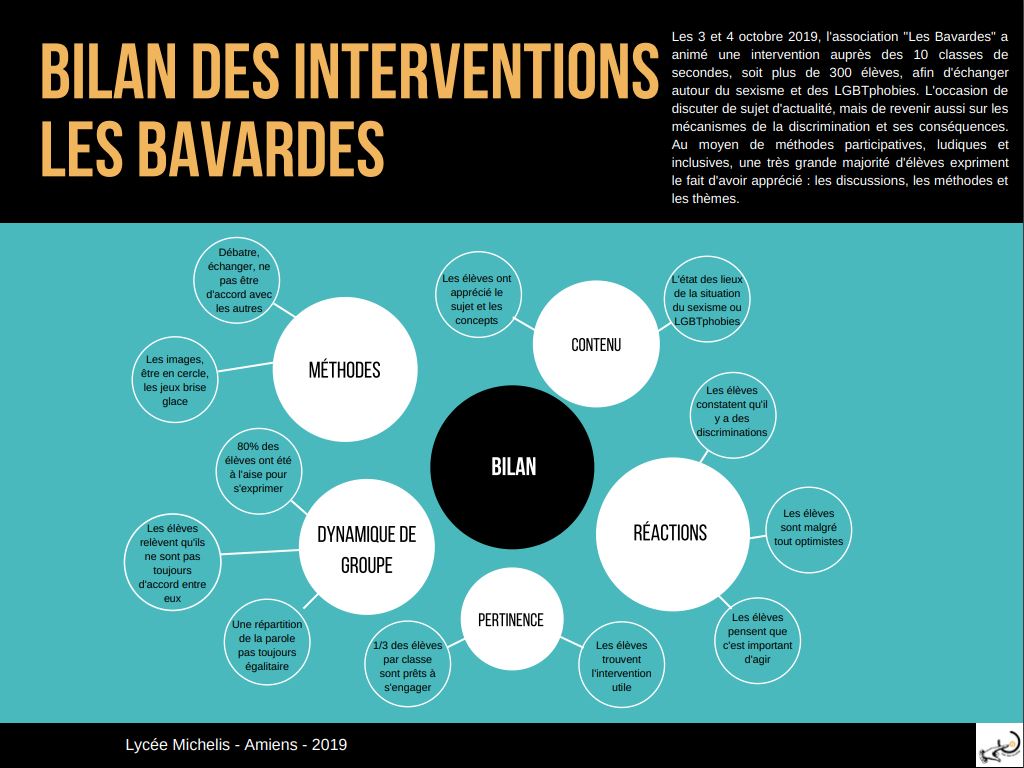 BILAN DES INTERVENTIONS
LES BAVARDES
Les 3 et 4 octobre 2019, l'association "Les Bavardes" a
animé une intervention auprès des 10 classes de
secondes, soit plus de 300 élèves, afin d'échanger
autour du sexisme et des LGBTphobies. L'occasion de
discuter de sujet d'actualité, mais de revenir aussi sur les
mécanismes de la discrimination et ses conséquences.
Au moyen de méthodes participatives, ludiques et
inclusives, une très grande majorité d'élèves expriment
le fait d'avoir apprécié : les discussions, les méthodes et
les thèmes.
Débatre,
échanger, ne
pas être
d'accord avec
les autres
Les images,
être en cercle,
les jeux brise
glace
MÉTHODES
Les élèves ont
apprécié le
sujet et les
concepts
CONTENU
L'état des lieux
de la situation
du sexisme ou
LGBTphobies
BILAN
80% des
élèves ont été
à l'aise pour
s'exprimer
Les élèves
relèvent qu'ils
ne sont pas
toujours
d'accord entre
eux
Une répartition
de la parole
pas toujours
égalitaire
DYNAMIQUE DE
GROUPE
Les élèves
constatent qu'il
y a des
discriminations
RÉACTIONS
Les élèves
sont malgré
tout optimistes
Les élèves
pensent que
c'est important
d'agir
PERTINENCE
1/3 des élèves
par classe
sont prêts à
s'engager
Les élèves
trouvent
l'intervention
utile
Lycée Michelis - Amiens - 2019